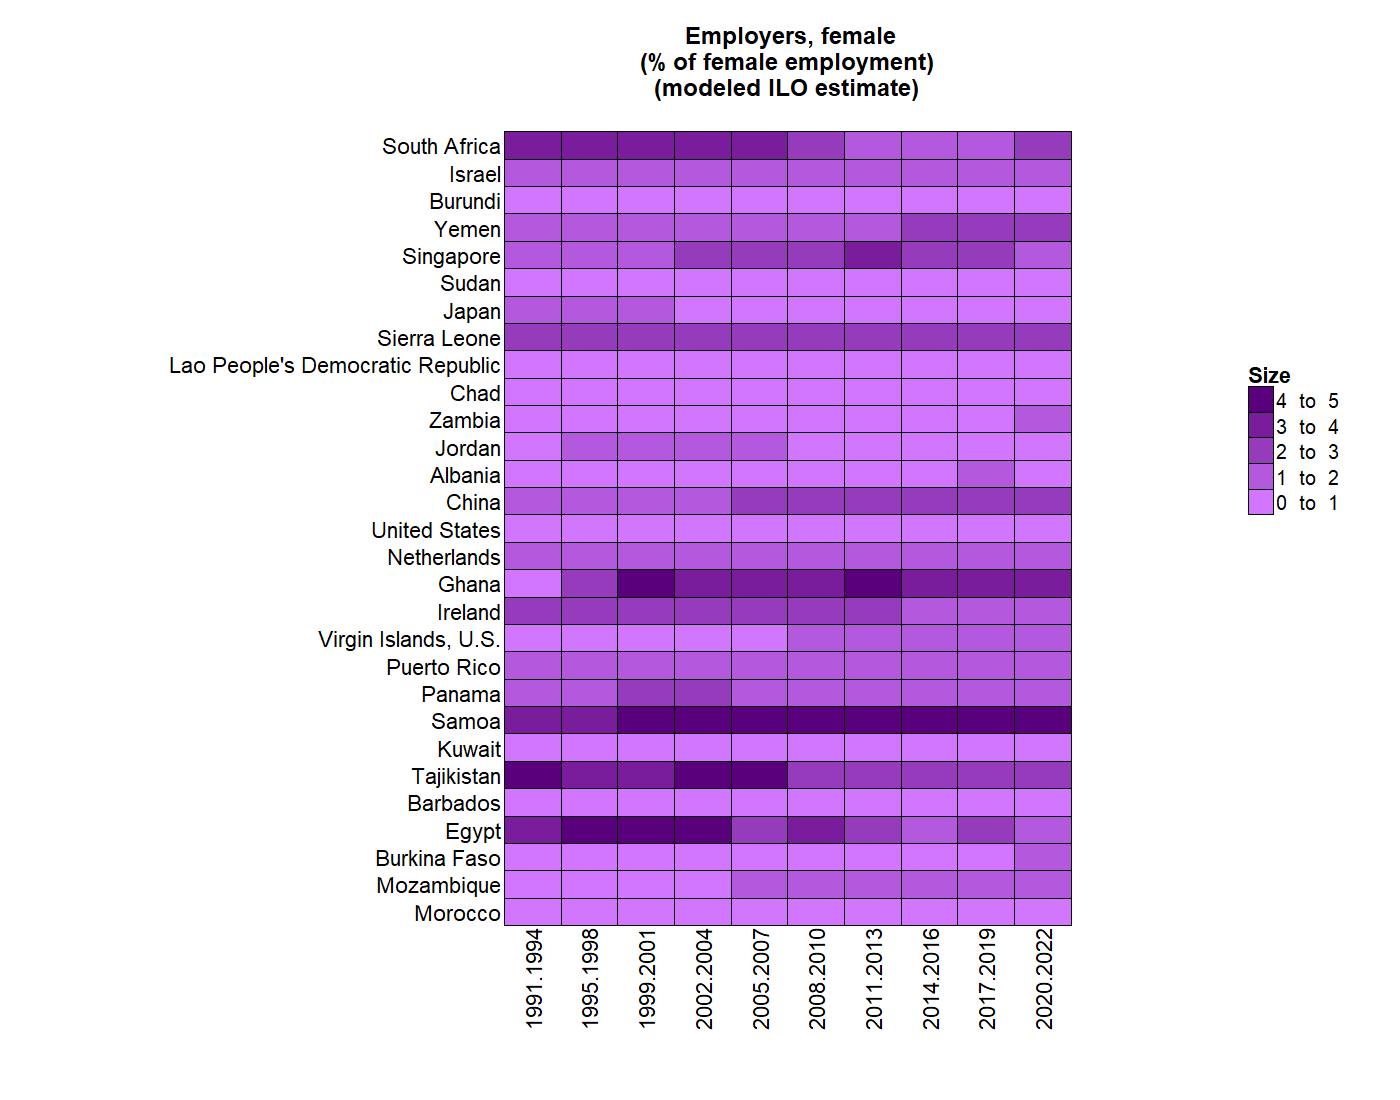 Employers, female
(% of female employment)
(modeled ILO estimate)
South Africa
Israel
Burundi
Yemen
Singapore
Sudan
Japan
Sierra Leone
Lao People's Democratic Republic
Chad
Zambia
Jordan
Albania
China
United States
Netherlands
Ghana
Ireland
Virgin Islands, U.S.
Puerto Rico
Panama
Samoa
Kuwait
Tajikistan
Barbados
Egypt
Burkina Faso
Mozambique
Morocco
1991.1994
1995.1998
1999.2001
2002.2004
2005.2007
2008.2010
2011.2013
2014.2016
2017.2019
2020.2022
Size
4 to 5
3 to 4
2 to 3
1 to 2
0 to 1